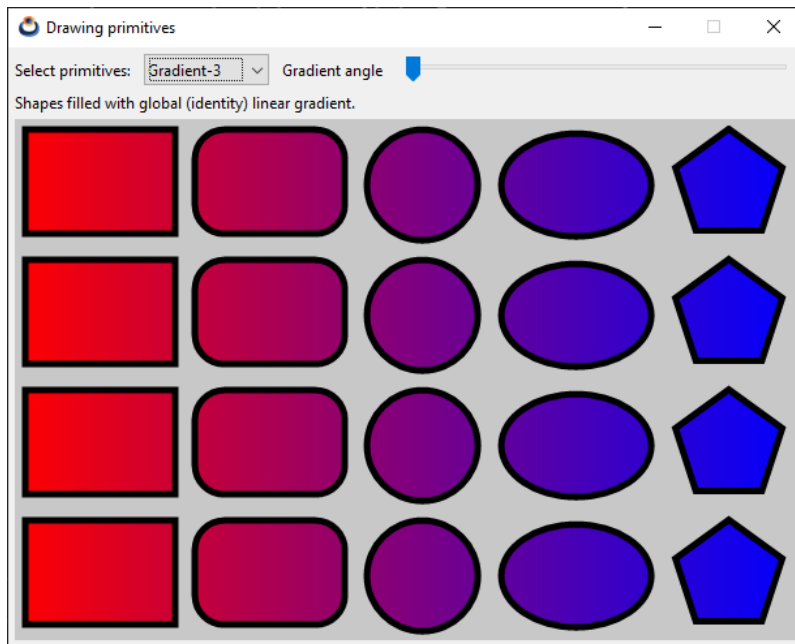 Drawing primitives
Select primitives: Gradient-3 Gradient angle
Shapes filled with global (identity) linear gradient.